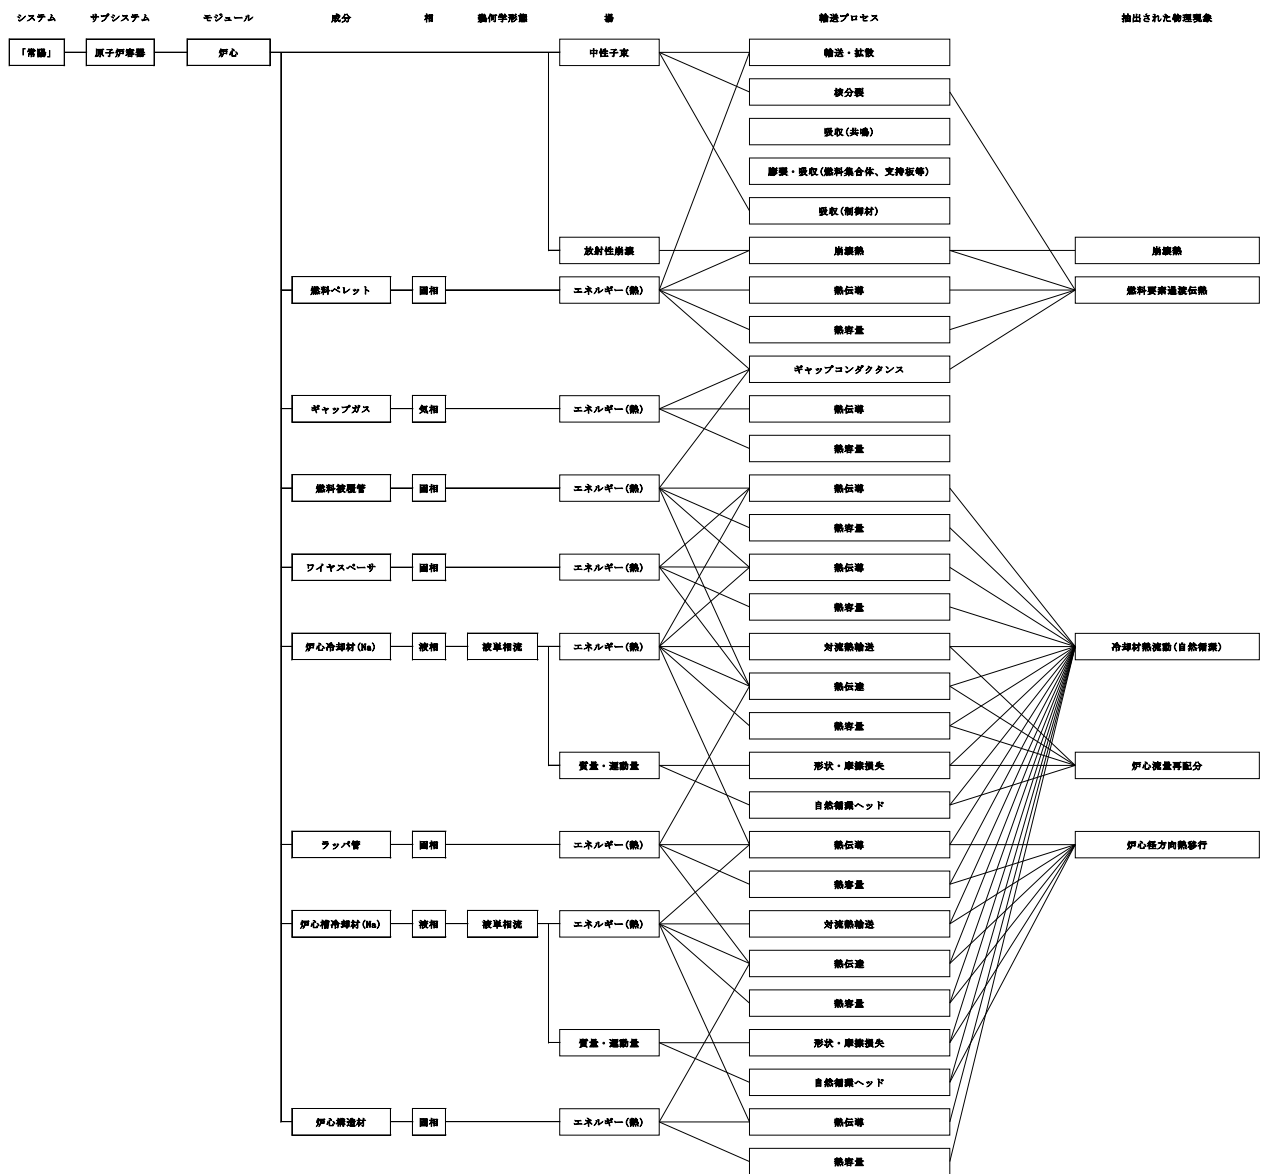 システム サブシステム モジュール 成分 相 幾何学形態 場 輸送プロセス 抽出された物理現象
「常陽」 原子炉容器 炉心 中性子束 輸送・拡散
核分裂
吸収(共鳴)
膨張・吸収(燃料集合体、支持板等)
吸収(制御材)
放射性崩壊 崩壊熱 崩壊熱
燃料ペレット 固相 エネルギー(熱) 熱伝導 燃料要素過渡伝熱
熱容量
ギャップコンダクタンス
ギャップガス 気相 エネルギー(熱) 熱伝導
熱容量
燃料被覆管 固相 エネルギー(熱) 熱伝導
熱容量
ワイヤスペーサ 固相 エネルギー(熱) 熱伝導
熱容量
炉心冷却材(Na) 液相 液単相流 エネルギー(熱) 対流熱輸送 冷却材熱流動(自然循環)
熱伝達
熱容量
質量・運動量 形状・摩擦損失 炉心流量再配分
自然循環ヘッド
ラッパ管 固相 エネルギー(熱) 熱伝導 炉心径方向熱移行
熱容量
炉心槽冷却材(Na) 液相 液単相流 エネルギー(熱) 対流熱輸送
熱伝達
熱容量
質量・運動量 形状・摩擦損失
自然循環ヘッド
炉心構造材 固相 エネルギー(熱) 熱伝導
熱容量